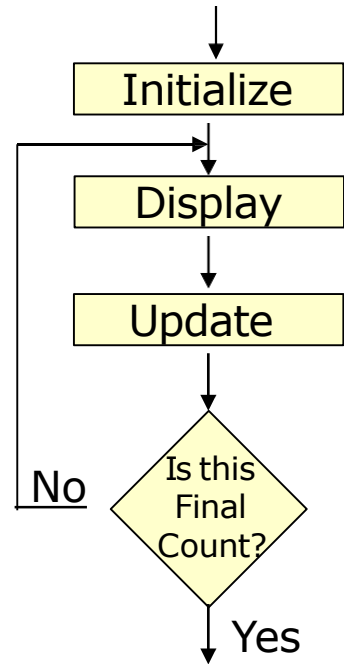 Initialize
Display
Update
Is this
Final
Count?
No
Yes